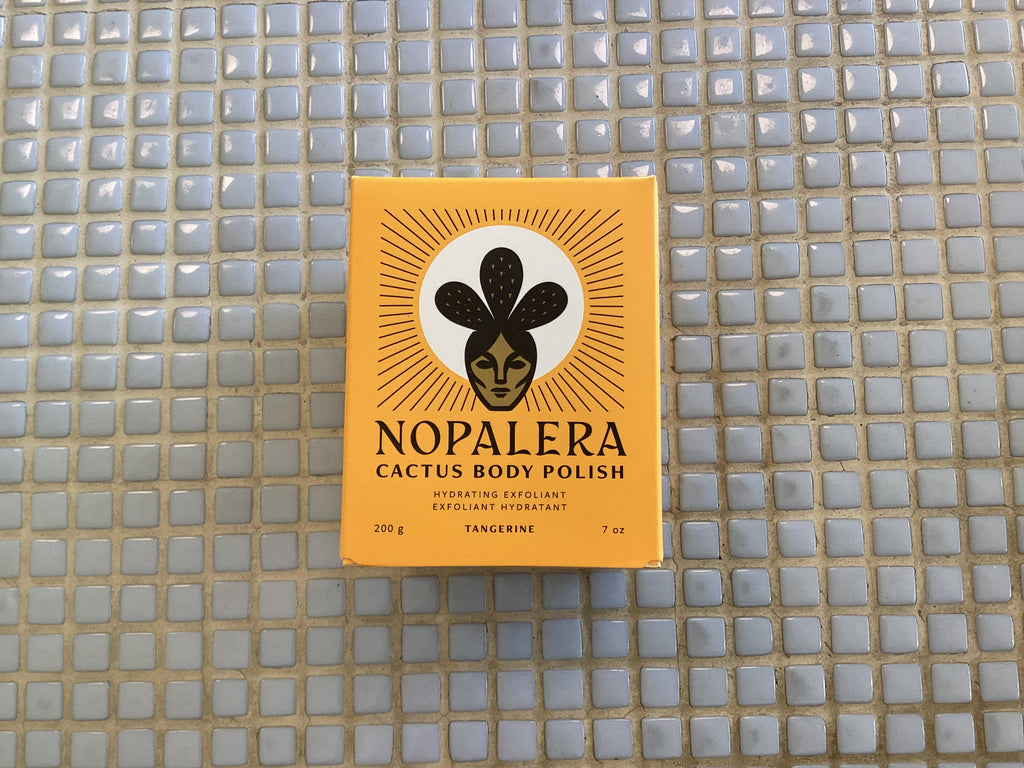 NOPALERA
CACTUS BODY POLISH
HYDRATING EXFOLIANT
EXFOLIANT HYDRATANT
200 g TANGERINE 7 oz